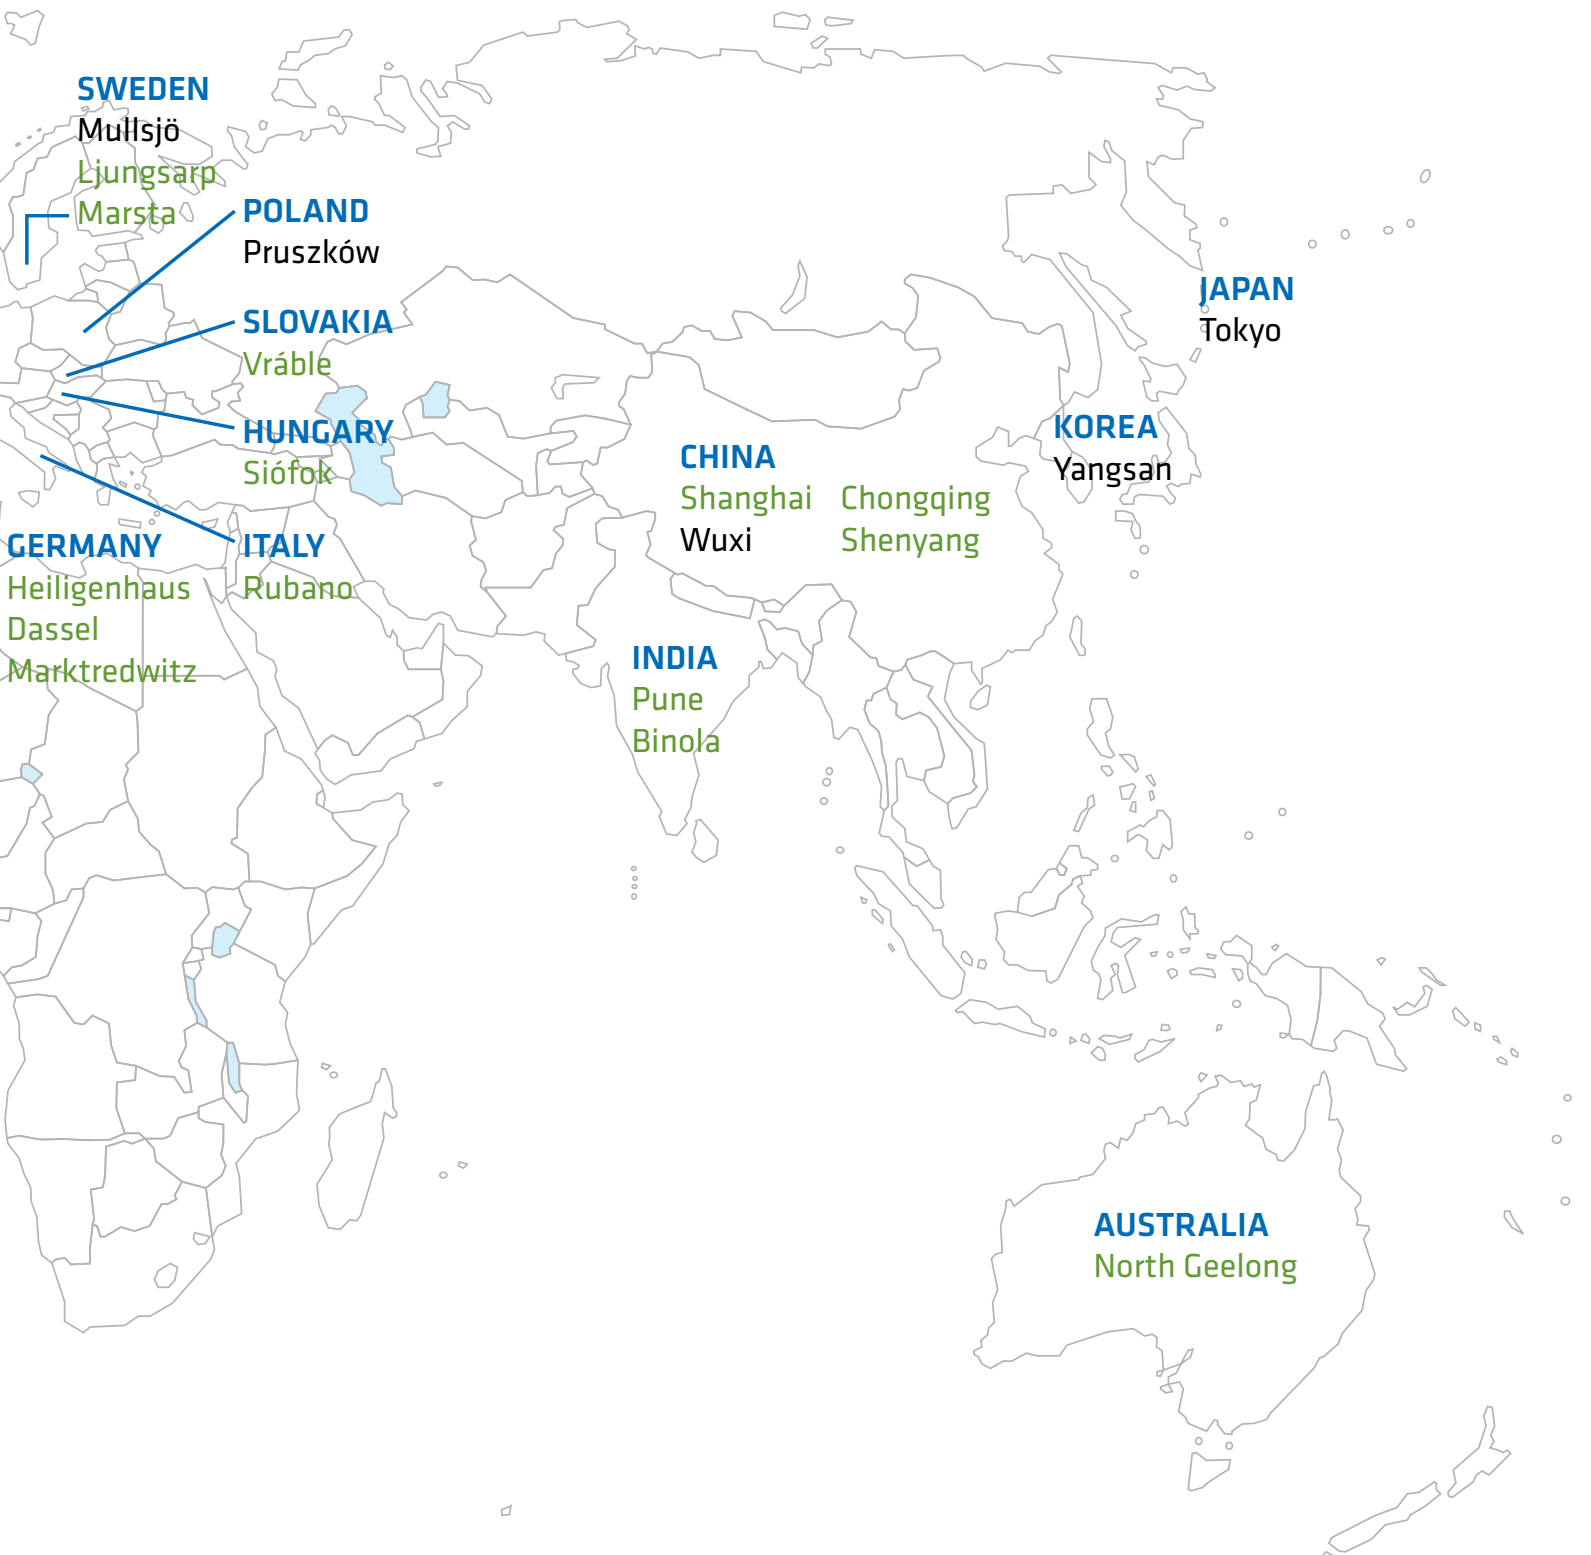 SWEDEN
Mullsjö
Ljungsarp
Marsta
POLAND
Pruszków
SLOVAKIA
Vráble
HUNGARY
Siófok
ITALY
Rubano
GERMANY
Heiligenhaus
Dassel
Marktredwitz
CHINA
Shanghai Chongqing
Wuxi Shenyang
INDIA
Pune
Binola
JAPAN
Tokyo
KOREA
Yangsan
AUSTRALIA
North Geelong